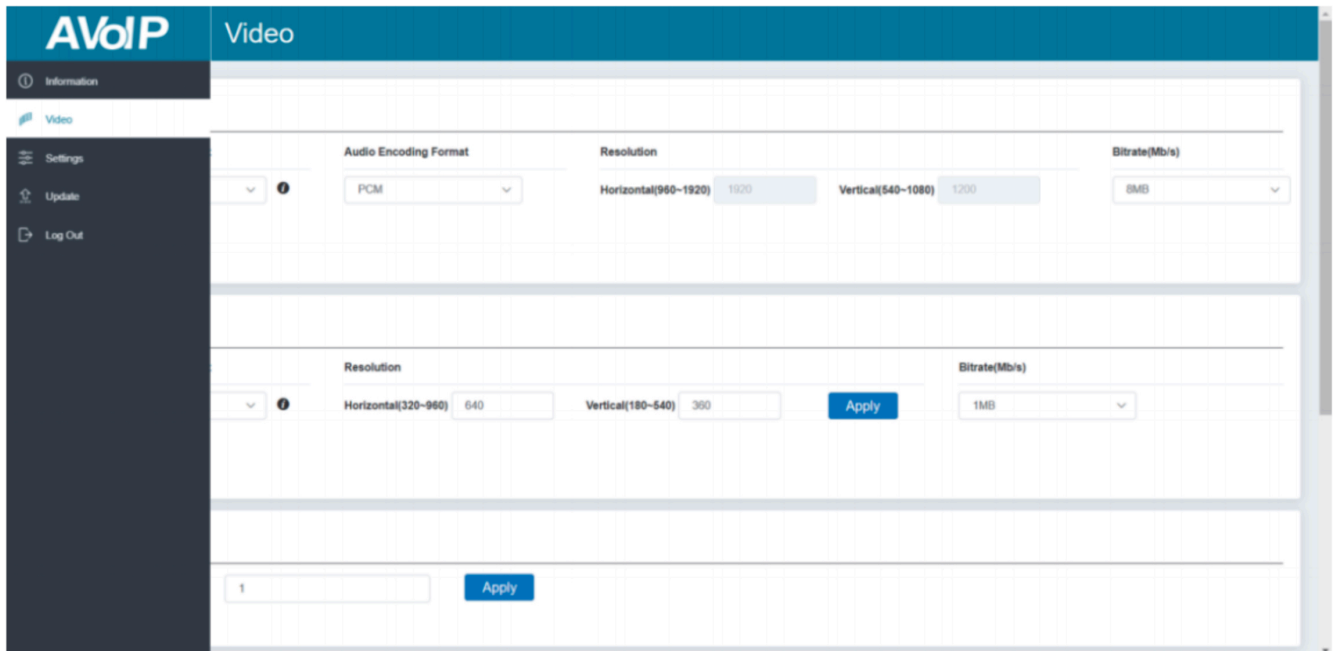 AVoIP Video
Information
Video
Settings
Update
Log Out
Audio Encoding Format Resolution Bitrate(Mb/s)
PCM Horizontal(960~1920) 1920 Vertical(540~1080) 1200 8MB
Resolution Bitrate(Mb/s)
Horizontal(320~960) 640 Vertical(180~540) 360 Apply 1MB
1 Apply